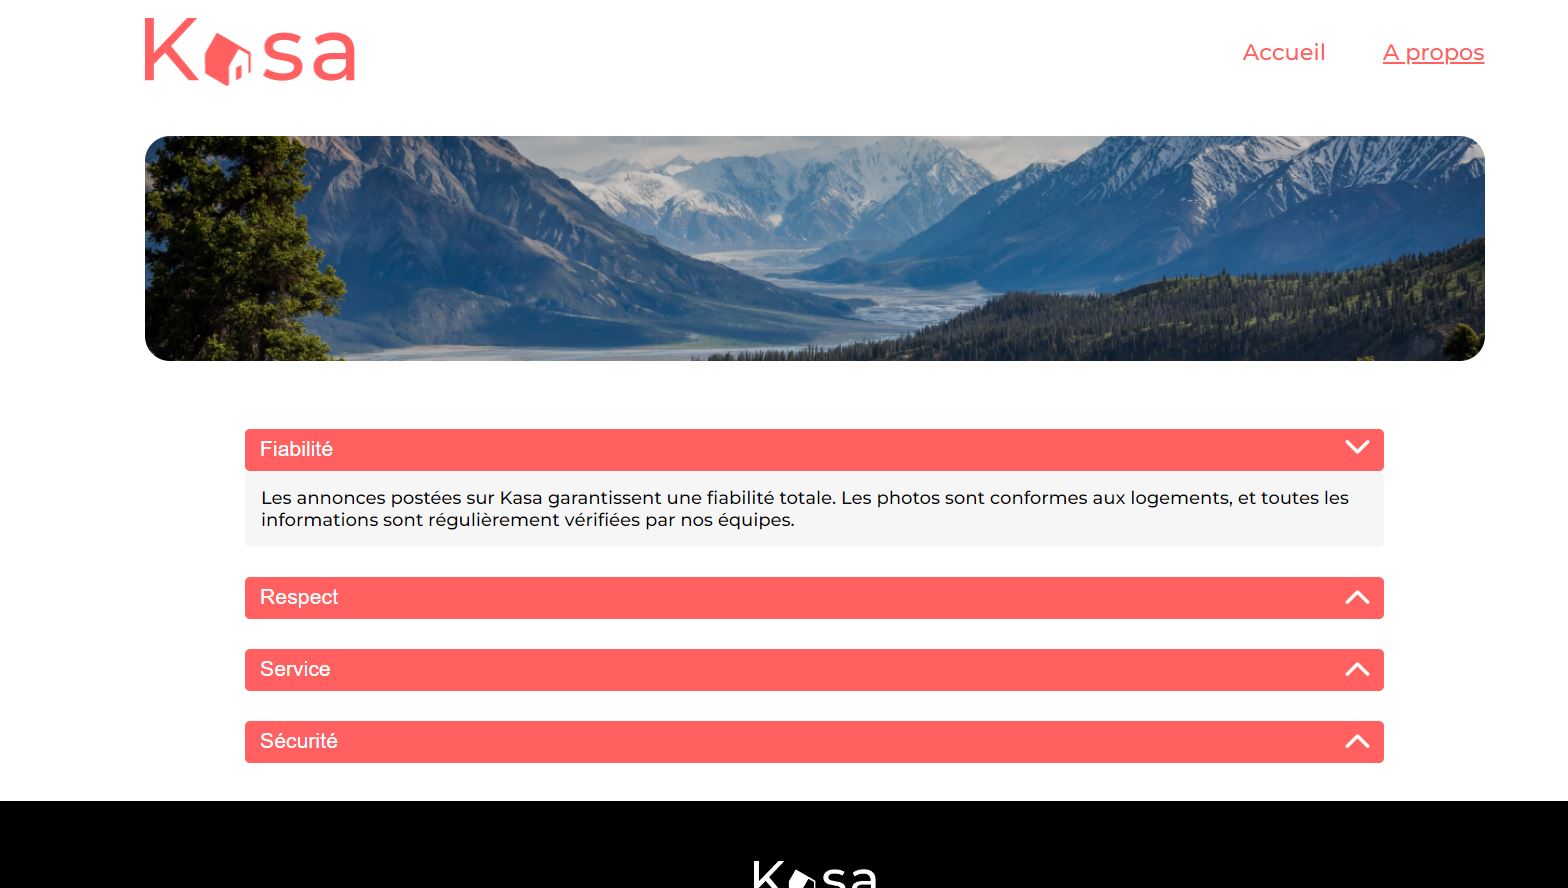 Kasa
Accueil
A propos
Fiabilité
Les annonces postées sur Kasa garantissent une fiabilité totale. Les photos sont conformes aux logements, et toutes les
informations sont régulièrement vérifiées par nos équipes.
Respect
Service
Sécurité
Kasa